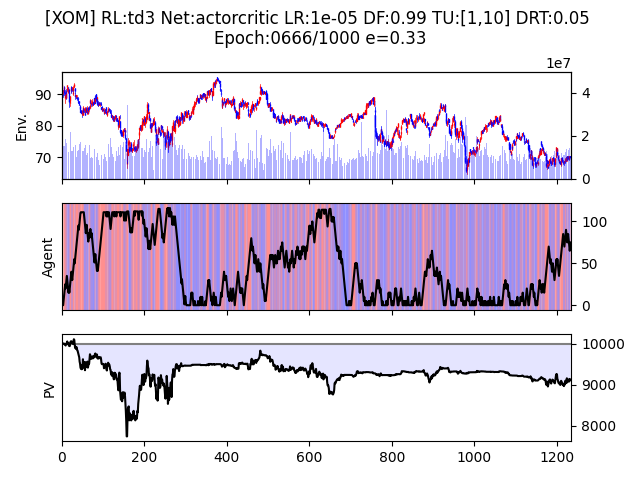 [XOM] RL:td3 Net:actorcritic LR:1e-05 DF:0.99 TU:[1,10] DRT:0.05
Epoch:0666/1000 e=0.33
1e7
Env.
90
80
70
4
2
0
Agent
100
50
0
PV
10000
9000
8000
0 200 400 600 800 1000 1200